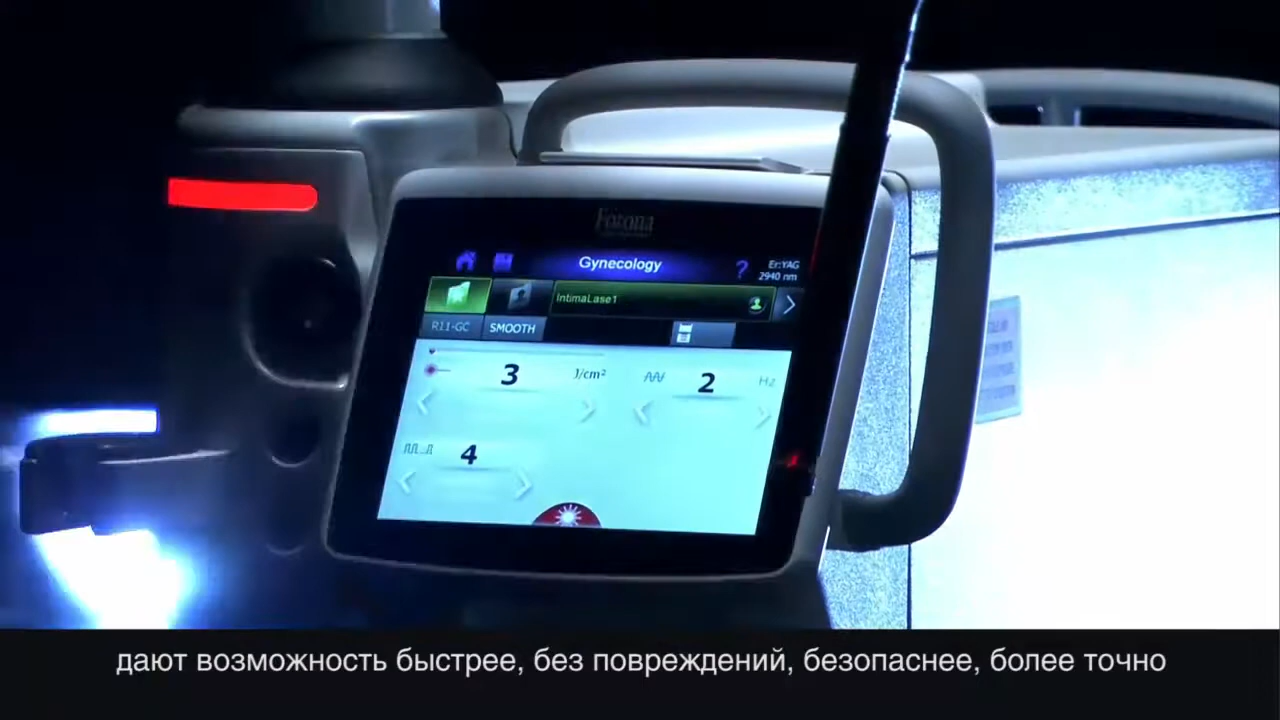 Fotona
Gynecology
?
Er:YAG
2940 nm
IntimaLase1
R11-GC
SMOOTH
3
J/cm²
2
Hz
4
дают возможность быстрее, без повреждений, безопаснее, более точно